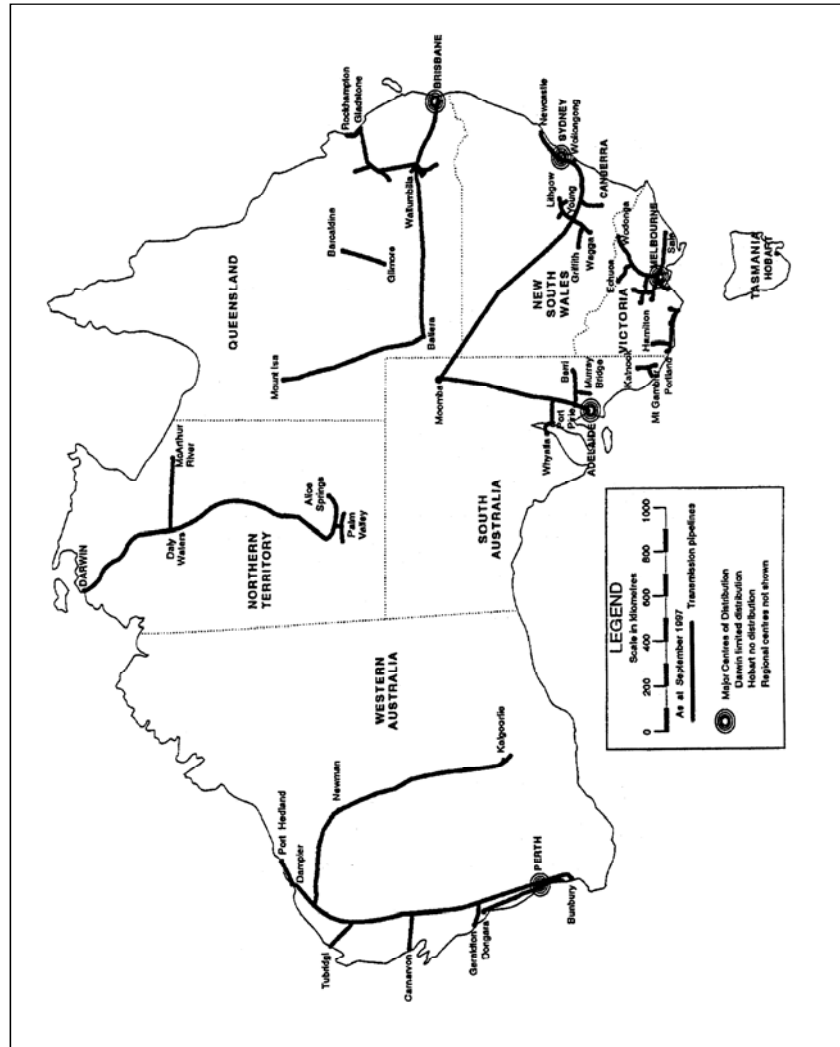 DARWIN
Daly
Waters
McArthur
River
NORTHERN
TERRITORY
Alice
Springs
Palm
Valley
QUEENSLAND
Mount Isa
Barcaldine
Gilmore
Ballera
Wallumbilla
Rockhampton
Gladstone
BRISBANE
WESTERN
AUSTRALIA
Port Hedland
Dampier
Newman
Kalgoorlie
Tubridgi
Carnarvon
Geraldton
Dongara
PERTH
Bunbury
SOUTH
AUSTRALIA
Moomba
Whyalla
Port
Pirie
Berri
Murray
Bridge
ADELAIDE
NEW
SOUTH
WALES
Newcastle
SYDNEY
Wollongong
Lithgow
Young
CANBERRA
Griffith
Wagga
Wodonga
Echuca
MELBOURNE
Sale
VICTORIA
Hamilton
Katnook
Mt Gambier
Portland
TASMANIA
HOBART
LEGEND
Scale in kilometres
0 200 400 600 800 1000
As at September 1997 Transmission pipelines
Major Centres of Distribution
Darwin limited distribution
Hobart no distribution
Regional centres not shown